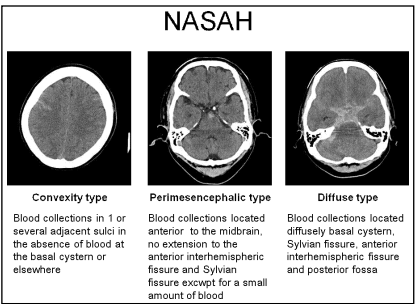 NASAH
Convexity type
Blood collections in 1 or
several adjacent sulci in
the absence of blood at
the basal cystern or
elsewhere
Perimesencephalic type
Blood collections located
anterior to the midbrain,
no extension to the
anterior interhemispheric
fissure and Sylvian
fissure excwpt for a small
amount of blood
Diffuse type
Blood collections located
diffusely basal cystern,
Sylvian fissure, anterior
interhemispheric fissure
and posterior fossa